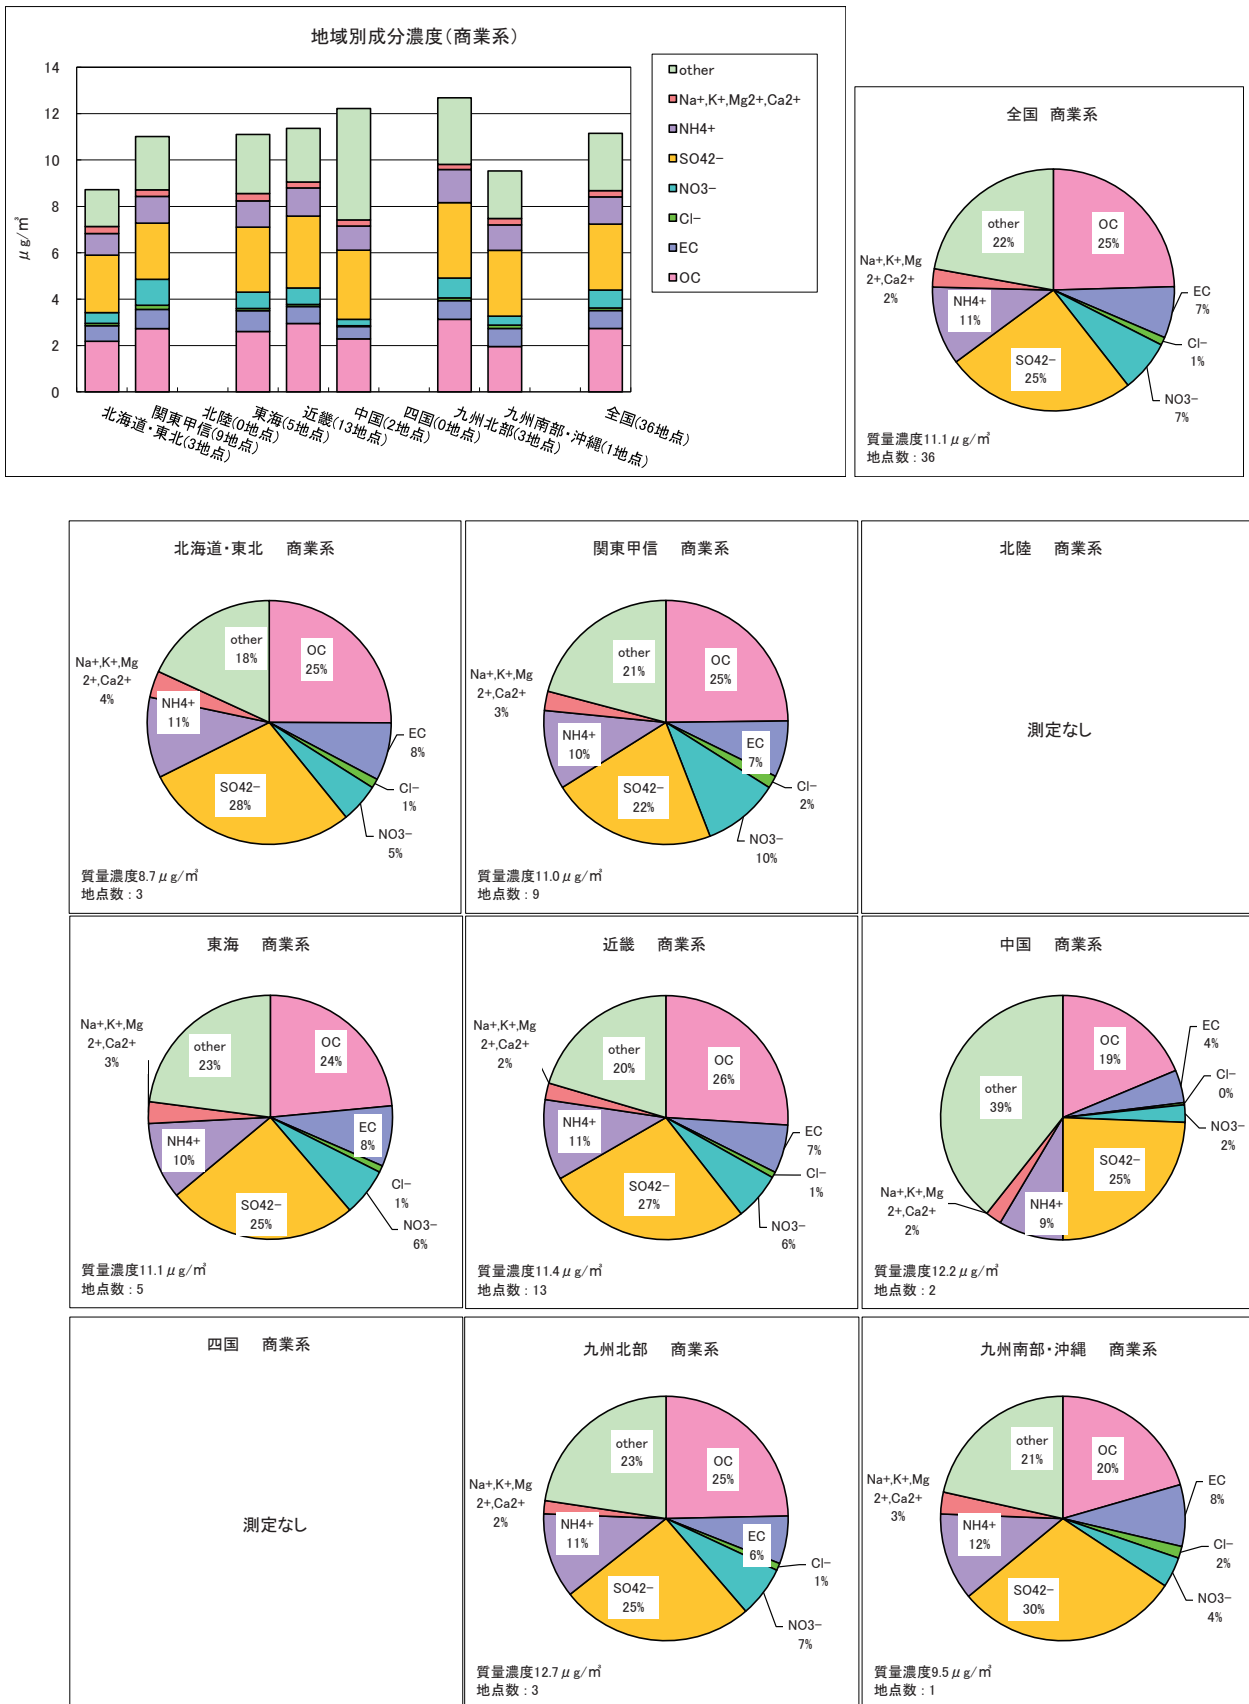 地域別成分濃度(商業系)
μg/㎥
14
12
10
8
6
4
2
0
北海道・東北(3地点)
関東甲信(9地点)
北陸(0地点)
東海(5地点)
近畿(13地点)
中国(2地点)
四国(0地点)
九州北部(3地点)
九州南部・沖縄(1地点)
全国(36地点)
other
Na+,K+,Mg2+,Ca2+
NH4+
SO42-
NO3-
Cl-
EC
OC
全国 商業系
other
22%
OC
25%
Na+,K+,Mg
2+,Ca2+
2%
EC
7%
NH4+
11%
Cl-
1%
SO42-
25%
NO3-
7%
質量濃度11.1μg/㎥
地点数:36
北海道・東北 商業系
other
18%
OC
25%
Na+,K+,Mg
2+,Ca2+
4%
NH4+
11%
EC
8%
SO42-
28%
Cl-
1%
NO3-
5%
質量濃度8.7μg/㎥
地点数:3
関東甲信 商業系
other
21%
OC
25%
Na+,K+,Mg
2+,Ca2+
3%
NH4+
10%
EC
7%
SO42-
22%
Cl-
2%
NO3-
10%
質量濃度11.0μg/㎥
地点数:9
北陸 商業系
測定なし
東海 商業系
Na+,K+,Mg
2+,Ca2+
3%
other
23%
OC
24%
NH4+
10%
EC
8%
SO42-
25%
Cl-
1%
NO3-
6%
質量濃度11.1μg/㎥
地点数:5
近畿 商業系
Na+,K+,Mg
2+,Ca2+
2%
other
20%
OC
26%
NH4+
11%
EC
7%
SO42-
27%
Cl-
1%
NO3-
6%
質量濃度11.4μg/㎥
地点数:13
中国 商業系
other
39%
OC
19%
EC
4%
Cl-
0%
NO3-
2%
SO42-
25%
Na+,K+,Mg
2+,Ca2+
2%
NH4+
9%
質量濃度12.2μg/㎥
地点数:2
四国 商業系
測定なし
九州北部 商業系
other
23%
OC
25%
Na+,K+,Mg
2+,Ca2+
2%
NH4+
11%
EC
6%
SO42-
25%
Cl-
1%
NO3-
7%
質量濃度12.7μg/㎥
地点数:3
九州南部・沖縄 商業系
other
21%
OC
20%
Na+,K+,Mg
2+,Ca2+
3%
EC
8%
NH4+
12%
Cl-
2%
SO42-
30%
NO3-
4%
質量濃度9.5μg/㎥
地点数:1